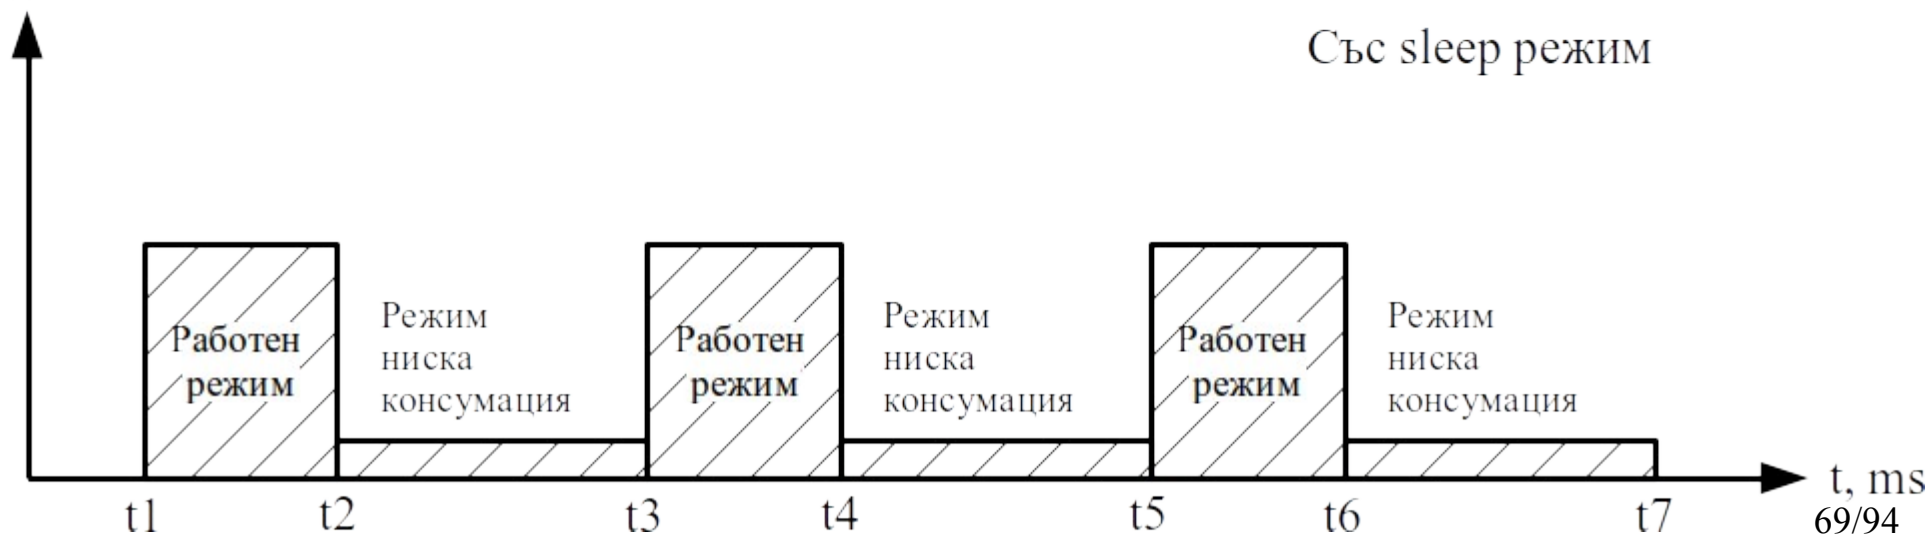 Със sleep режим
Работен
режим
Режим
ниска
консумация
Работен
режим
Режим
ниска
консумация
Работен
режим
Режим
ниска
консумация
t1
t2
t3
t4
t5
t6
t7
t, ms
69/94